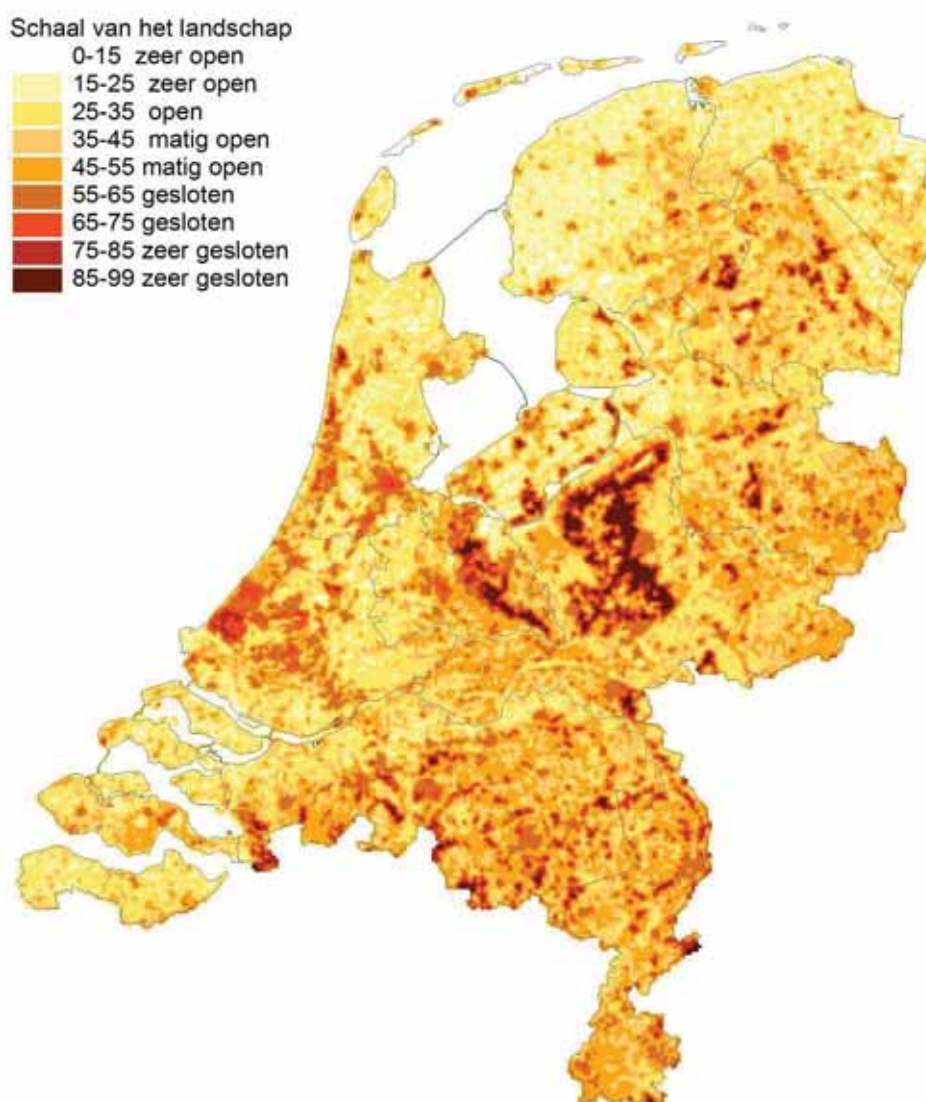 Schaal van het landschap
0-15 zeer open
15-25 zeer open
25-35 open
35-45 matig open
45-55 matig open
55-65 gesloten
65-75 gesloten
75-85 zeer gesloten
85-99 zeer gesloten